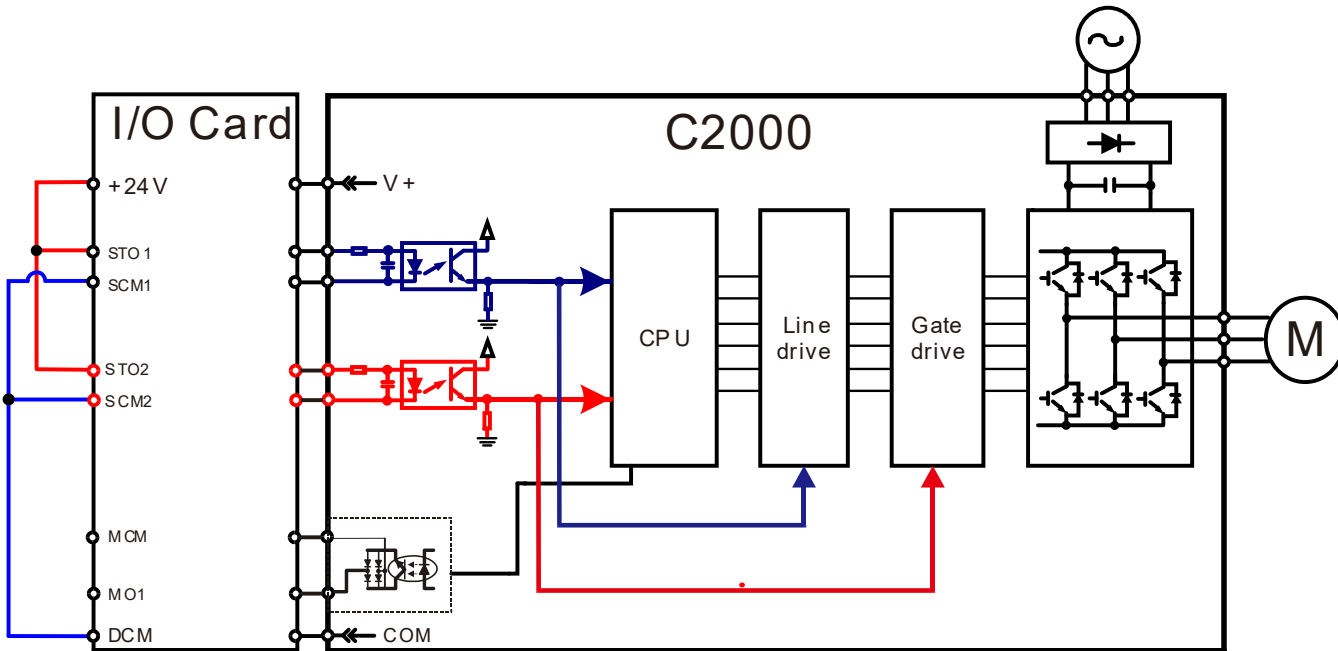 I/O Card
C2000
+24V
V+
STO1
SCM1
CPU
Line
drive
Gate
drive
M
STO2
SCM2
MCM
MO1
DCM
COM